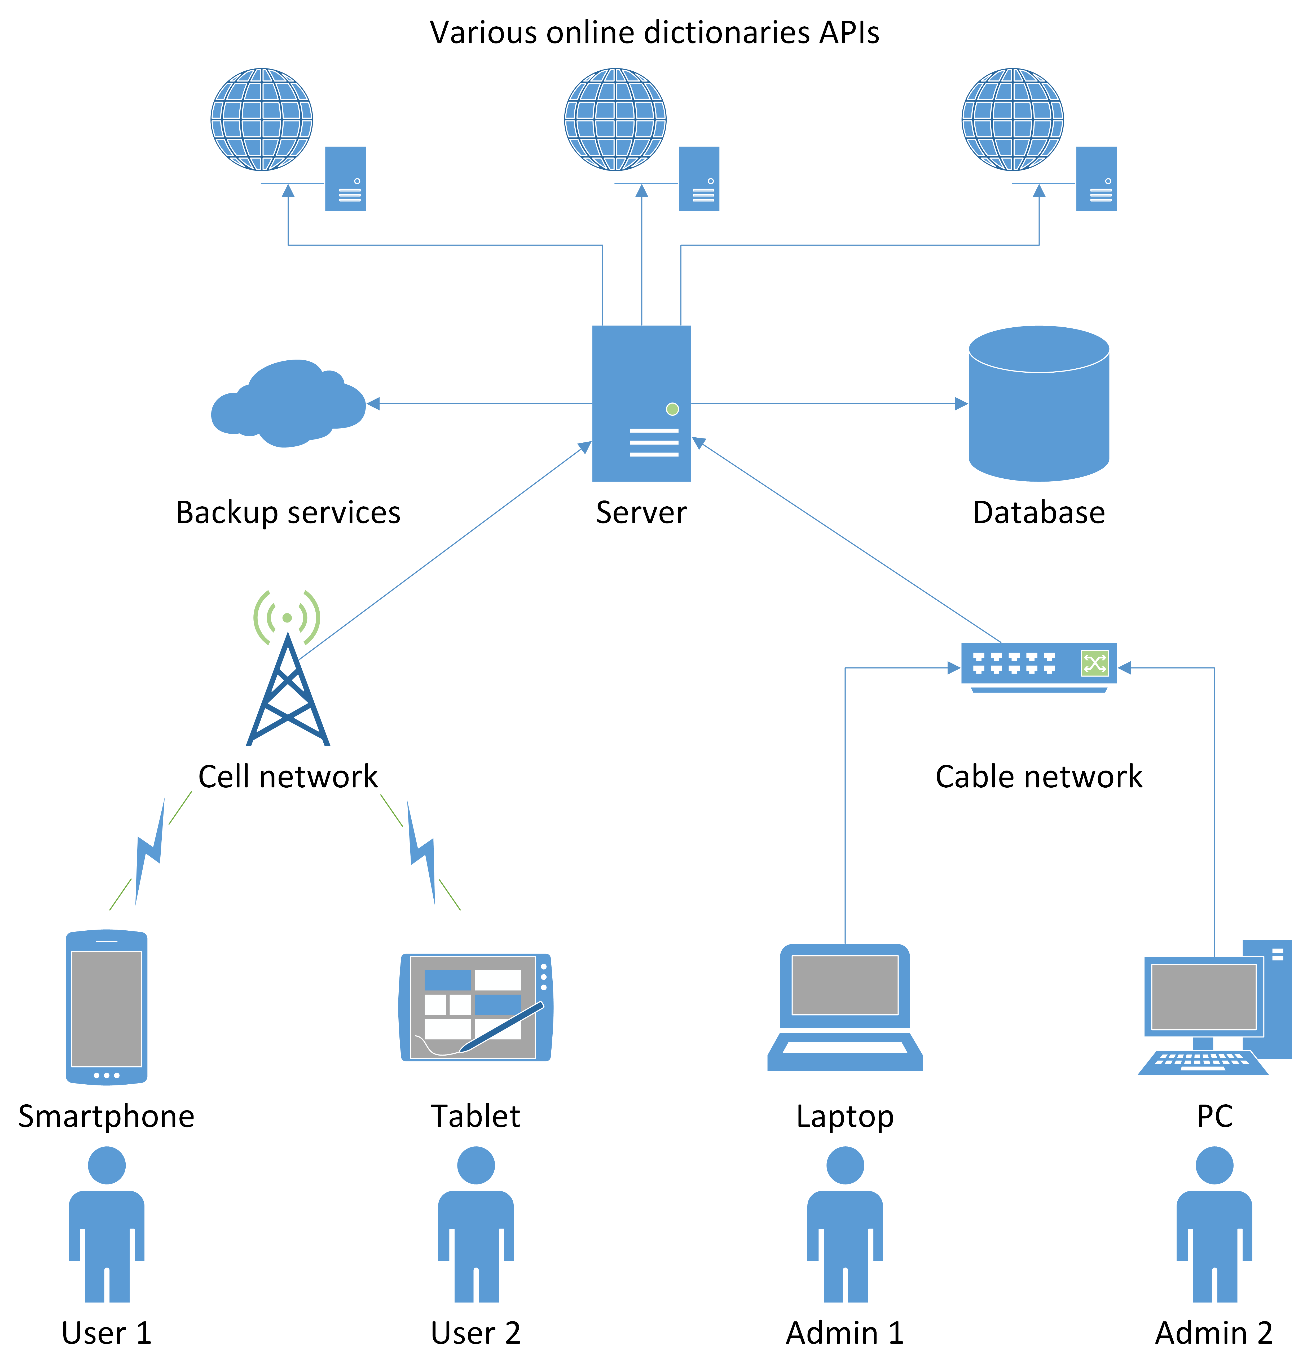 Various online dictionaries APIs
Backup services
Server
Database
Cell network
Cable network
Smartphone
Tablet
Laptop
PC
User 1
User 2
Admin 1
Admin 2